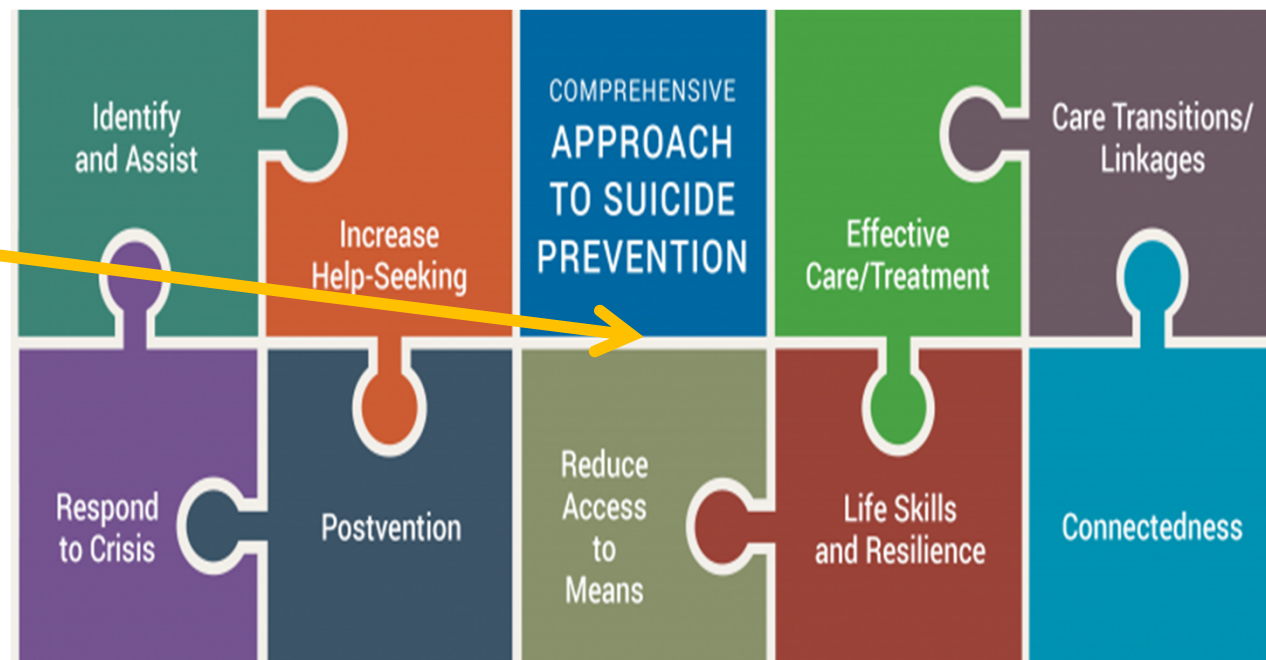 Identify
and Assist
Increase
Help-Seeking
COMPREHENSIVE
APPROACH
TO SUICIDE
PREVENTION
Effective
Care/Treatment
Care Transitions/
Linkages
Respond
to Crisis
Postvention
Reduce
Access
to
Means
Life Skills
and Resilience
Connectedness